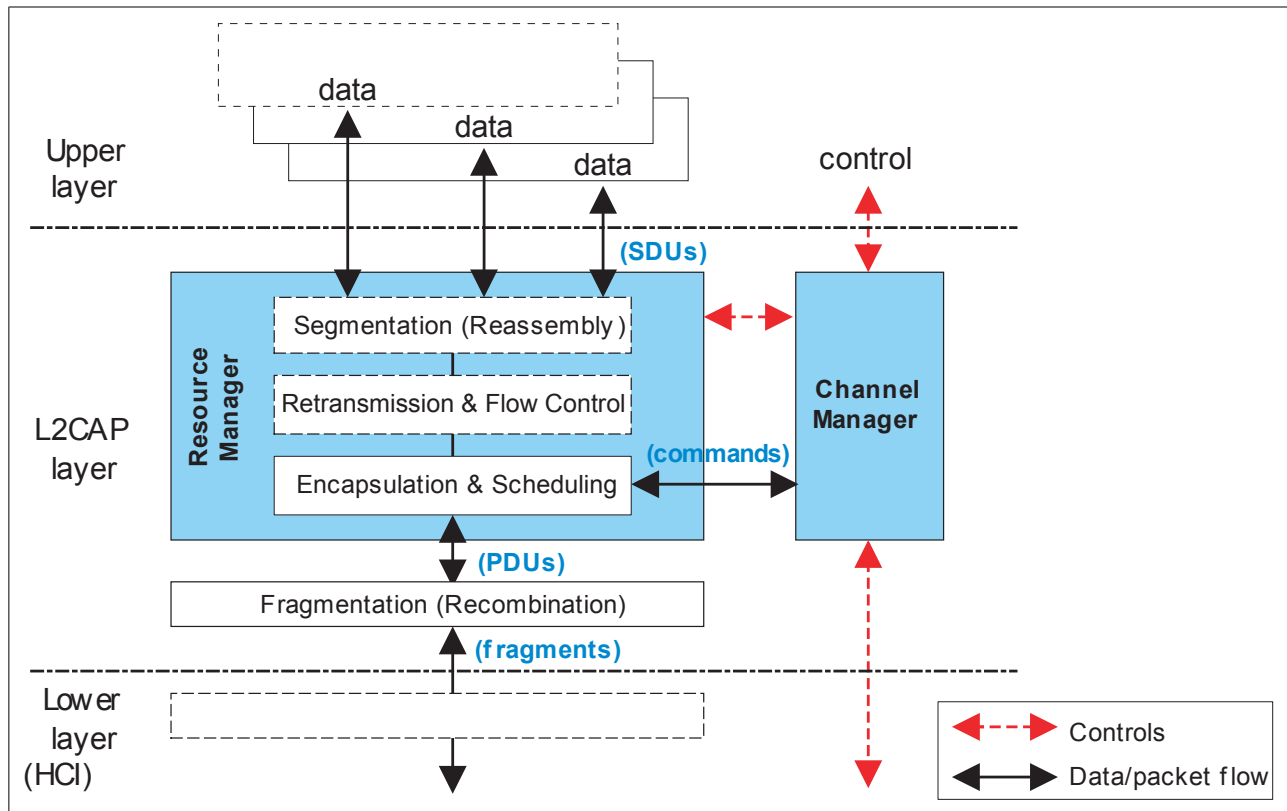 data
data
data
Upper
layer
control
(SDUs)
Segmentation (Reassembly)
Resource
Manager
Retransmission & Flow Control
Channel
Manager
L2CAP
layer
(commands)
Encapsulation & Scheduling
(PDUs)
Fragmentation (Recombination)
(fragments)
Lower
layer
(HCI)
Controls
Data/packet flow